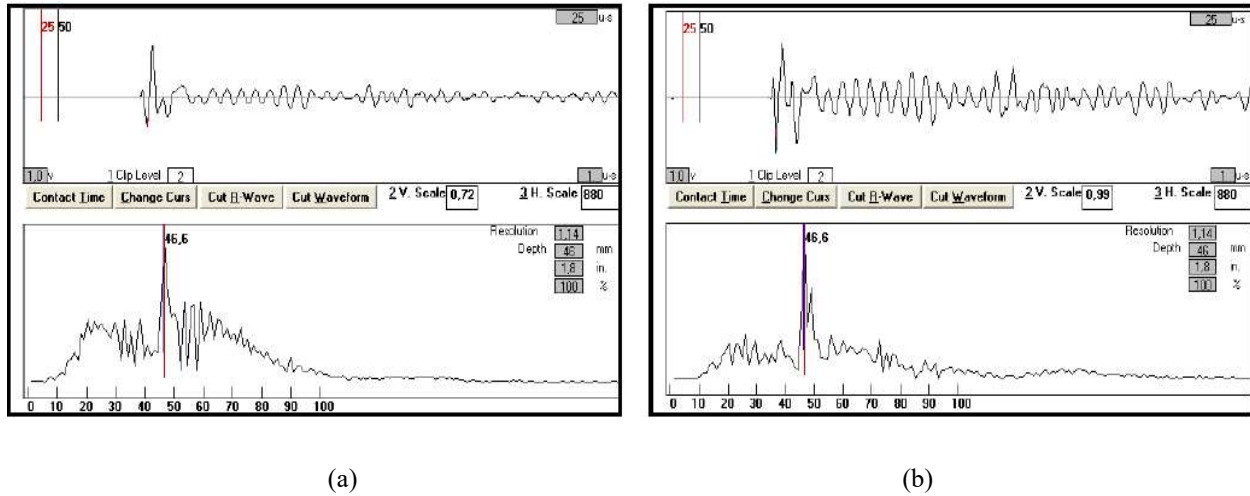 25 u-s
25 50
1,0 v 1 Clip Level 2 1 u-s
Contact Time Change Curs Cut R-Wave Cut Waveform 2 V. Scale 0,72 3 H. Scale 880
Resolution 1,14
46,6
Depth 46 mm
1,8 in.
100 %
0 10 20 30 40 50 60 70 80 90 100
(a)
25 u-s
25 50
1,0 v 1 Clip Level 2 1 u-s
Contact Time Change Curs Cut R-Wave Cut Waveform 2 V. Scale 0,99 3 H. Scale 880
Resolution 1,14
46,6
Depth 46 mm
1,8 in.
100 %
0 10 20 30 40 50 60 70 80 90 100
(b)